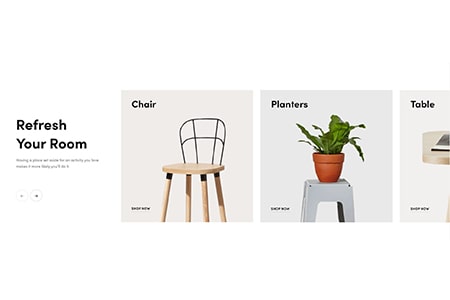 Refresh
Your Room
Having a place set aside for an activity you love
makes it more likely you'll do it.
Chair
SHOP NOW
Planters
SHOP NOW
Table
SHOP NOW